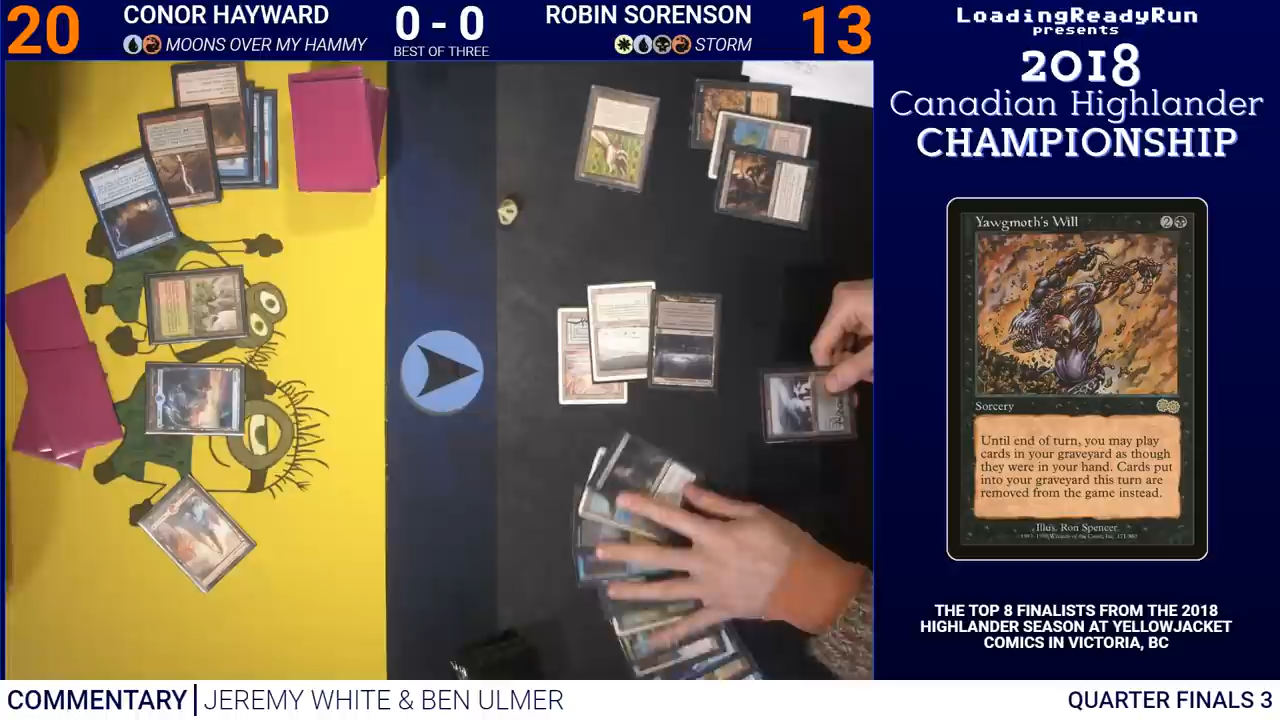 20
CONOR HAYWARD
MOONS OVER MY HAMMY
0 - 0
BEST OF THREE
ROBIN SORENSON
STORM
13
LoadingReadyRun
presents
2018
Canadian Highlander
CHAMPIONSHIP
Yawgmoth's Will
2
Sorcery
Until end of turn, you may play
cards in your graveyard as though
they were in your hand. Cards put
into your graveyard this turn are
removed from the game instead.
Illus. Ron Spencer
THE TOP 8 FINALISTS FROM THE 2018
HIGHLANDER SEASON AT YELLOWJACKET
COMICS IN VICTORIA, BC
COMMENTARY
JEREMY WHITE & BEN ULMER
QUARTER FINALS 3